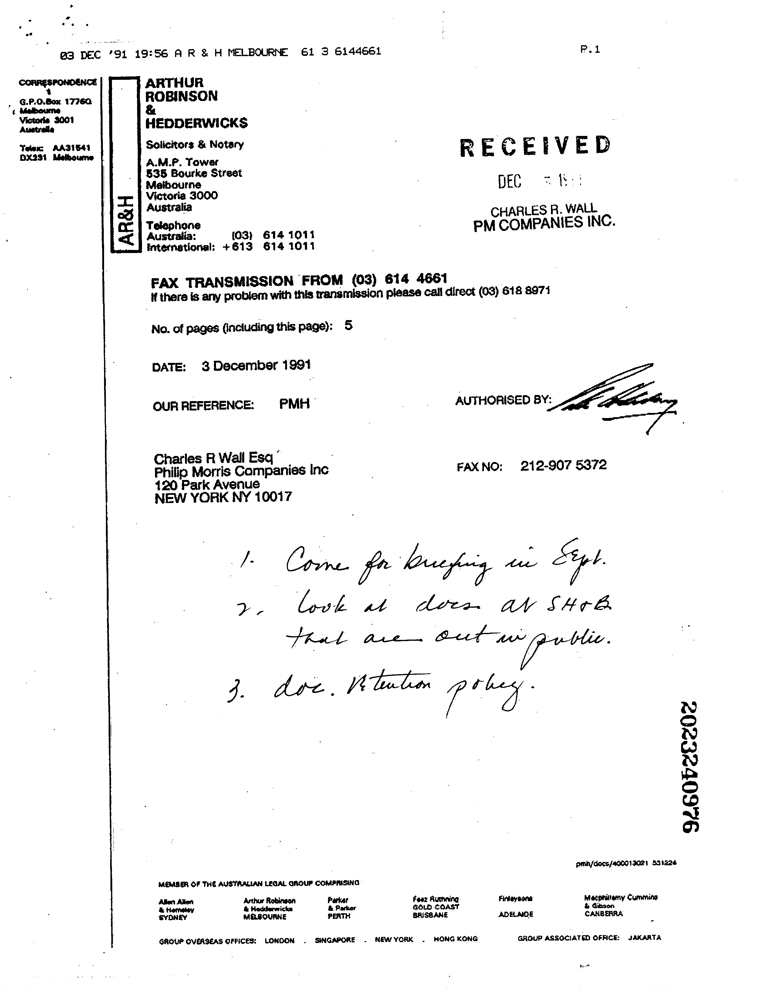 03 DEC '91 19:56 A R & H MELBOURNE 61 3 6144661 P.1
CORRESPONDENCE
G.P.O.Box 1776Q
Melbourne
Victoria 3001
Australia
Telex: AA31541
DX231 Melbourne
AR&H
ARTHUR
ROBINSON
&
HEDDERWICKS
Solicitors & Notary
A.M.P. Tower
535 Bourke Street
Melbourne
Victoria 3000
Australia
Telephone
Australia: (03) 614 1011
International: +613 614 1011
RECEIVED
DEC
CHARLES R. WALL
PM COMPANIES INC.
FAX TRANSMISSION FROM (03) 614 4661
If there is any problem with this transmission please call direct (03) 618 8971
No. of pages (including this page): 5
DATE: 3 December 1991
OUR REFERENCE: PMH
AUTHORISED BY:
Charles R Wall Esq
Philip Morris Companies Inc
120 Park Avenue
NEW YORK NY 10017
FAX NO: 212-907 5372
1. Come for briefing in Sept.
2. Look at docs at SH&B
that are out in public.
3. doc. retention policy.
2023240976
pmh/docs/400013021 531224
MEMBER OF THE AUSTRALIAN LEGAL GROUP COMPRISING
Allen Allen
& Hemsley
SYDNEY
Arthur Robinson
& Hedderwicks
MELBOURNE
Parker
& Parker
PERTH
Feez Ruthning
GOLD COAST
BRISBANE
Finlaysons
ADELAIDE
Macphillamy Cummins
& Gibson
CANBERRA
GROUP OVERSEAS OFFICES: LONDON . SINGAPORE . NEW YORK . HONG KONG
GROUP ASSOCIATED OFFICE: JAKARTA